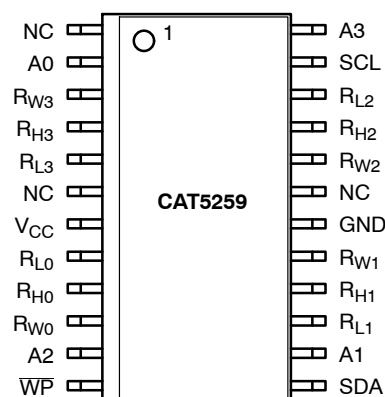 NC 1 A3
A0 SCL
RW3 RL2
RH3 RH2
RL3 RW2
NC NC
CAT5259
VCC GND
RL0 RW1
RH0 RH1
RW0 RL1
A2 A1
WP SDA